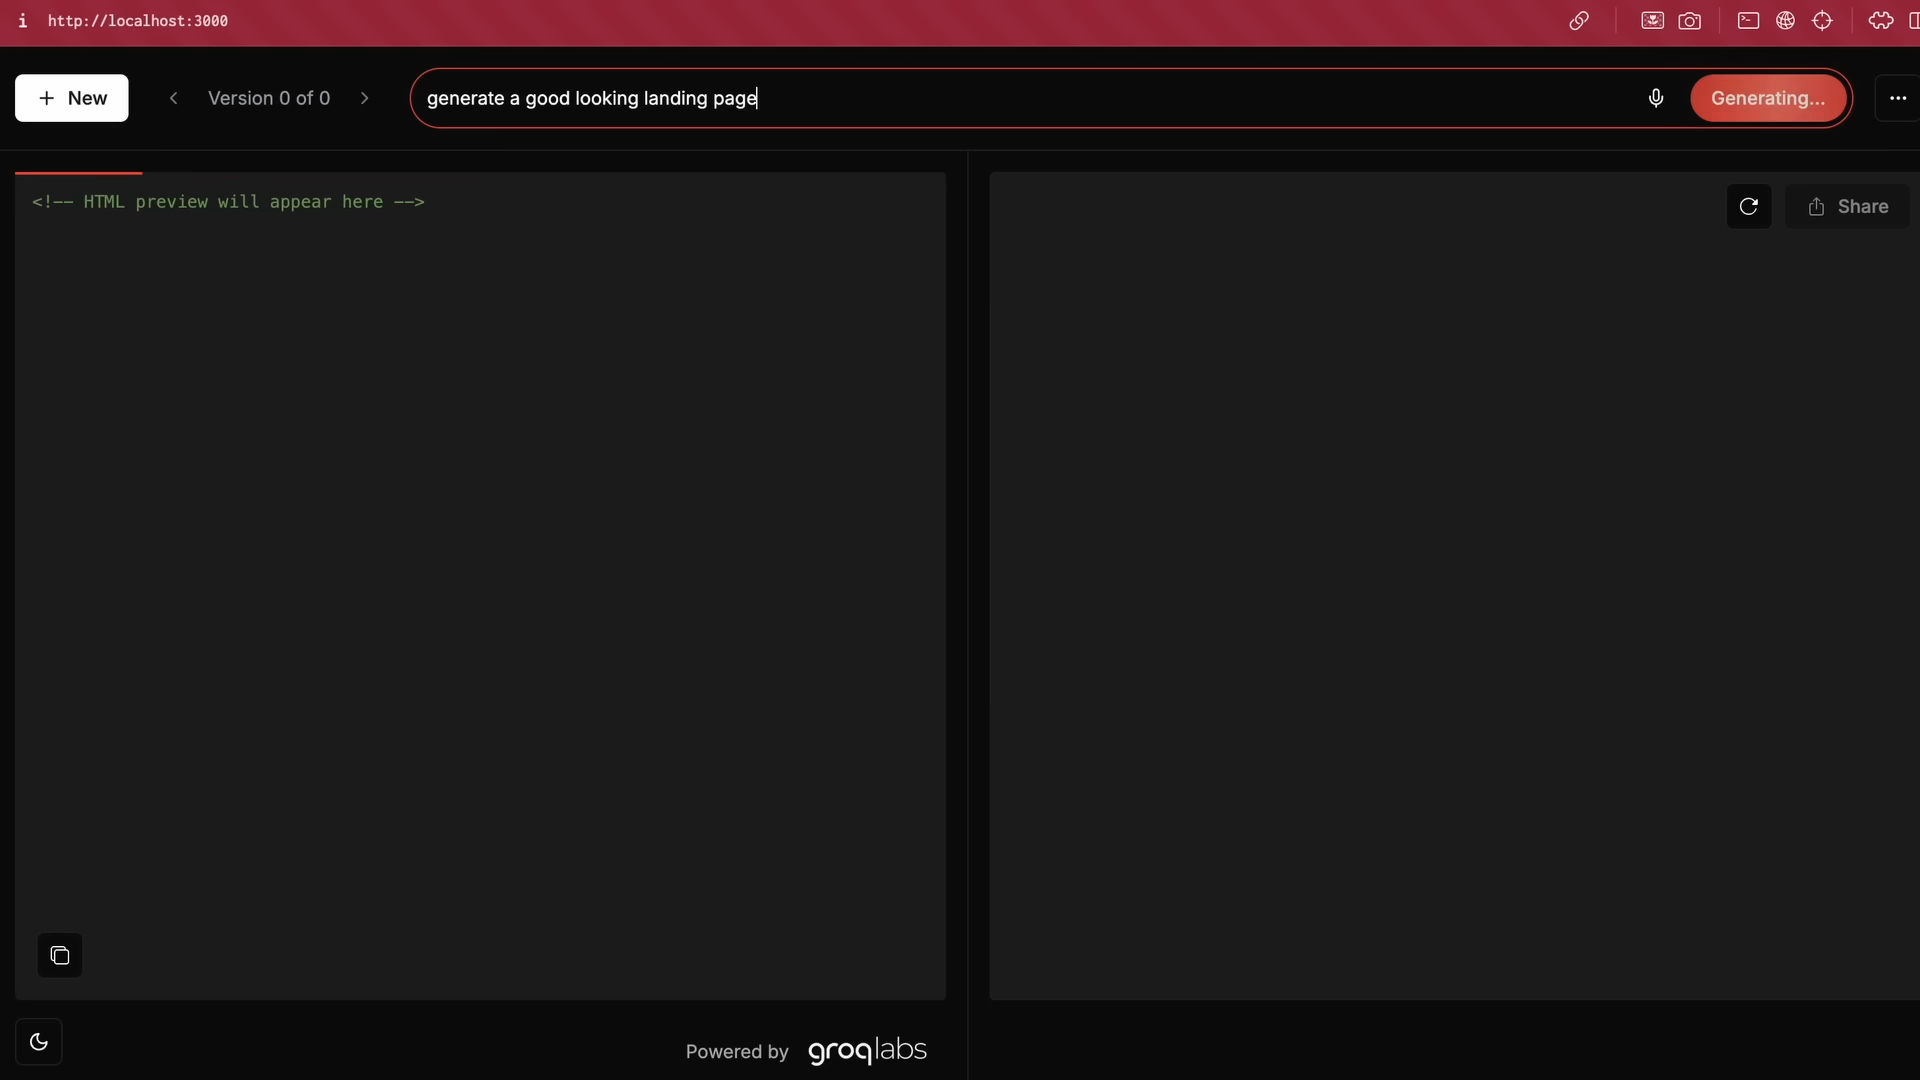 http://localhost:3000
New
Version 0 of 0
generate a good looking landing page
Generating...
<!-- HTML preview will appear here -->
Share
Powered by groqlabs